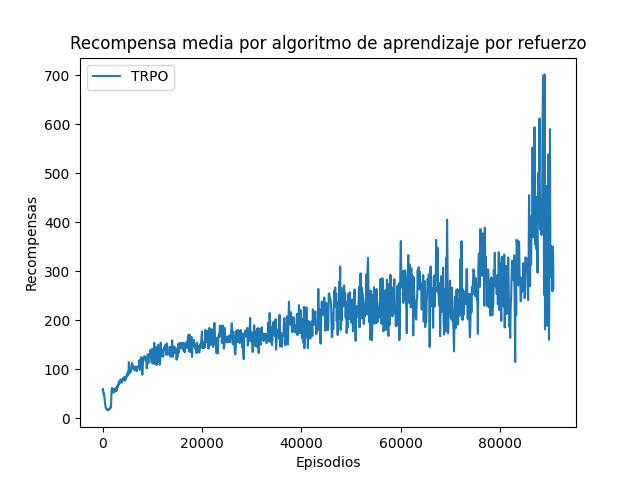 Recompensa media por algoritmo de aprendizaje por refuerzo
TRPO
700
600
500
400
300
200
100
0
Recompensas
0 20000 40000 60000 80000
Episodios